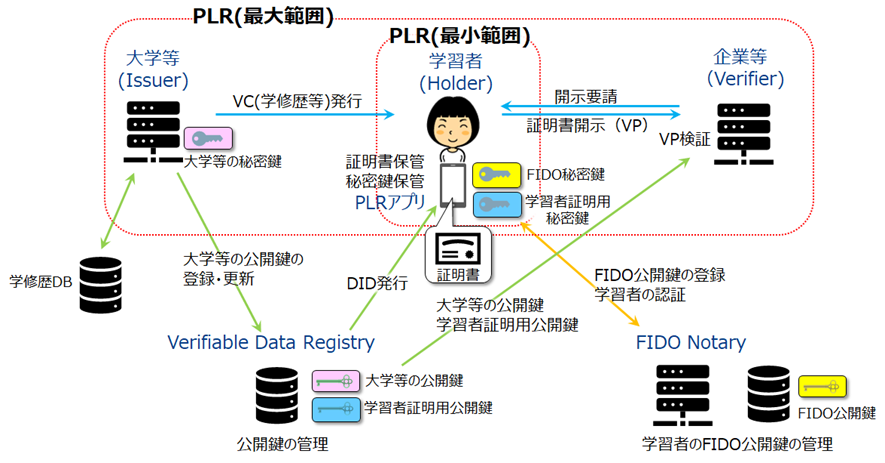 PLR(最大範囲)
PLR(最小範囲)
大学等
(Issuer)
学習者
(Holder)
企業等
(Verifier)
VC(学修歴等)発行
開示要請
証明書開示（VP）
VP検証
大学等の秘密鍵
証明書保管
秘密鍵保管
PLRアプリ
FIDO秘密鍵
学習者証明用
秘密鍵
証明書
学修歴DB
大学等の公開鍵の
登録・更新
DID発行
大学等の公開鍵
学習者証明用公開鍵
FIDO公開鍵の登録
学習者の認証
Verifiable Data Registry
大学等の公開鍵
学習者証明用公開鍵
公開鍵の管理
FIDO Notary
FIDO公開鍵
学習者のFIDO公開鍵の管理